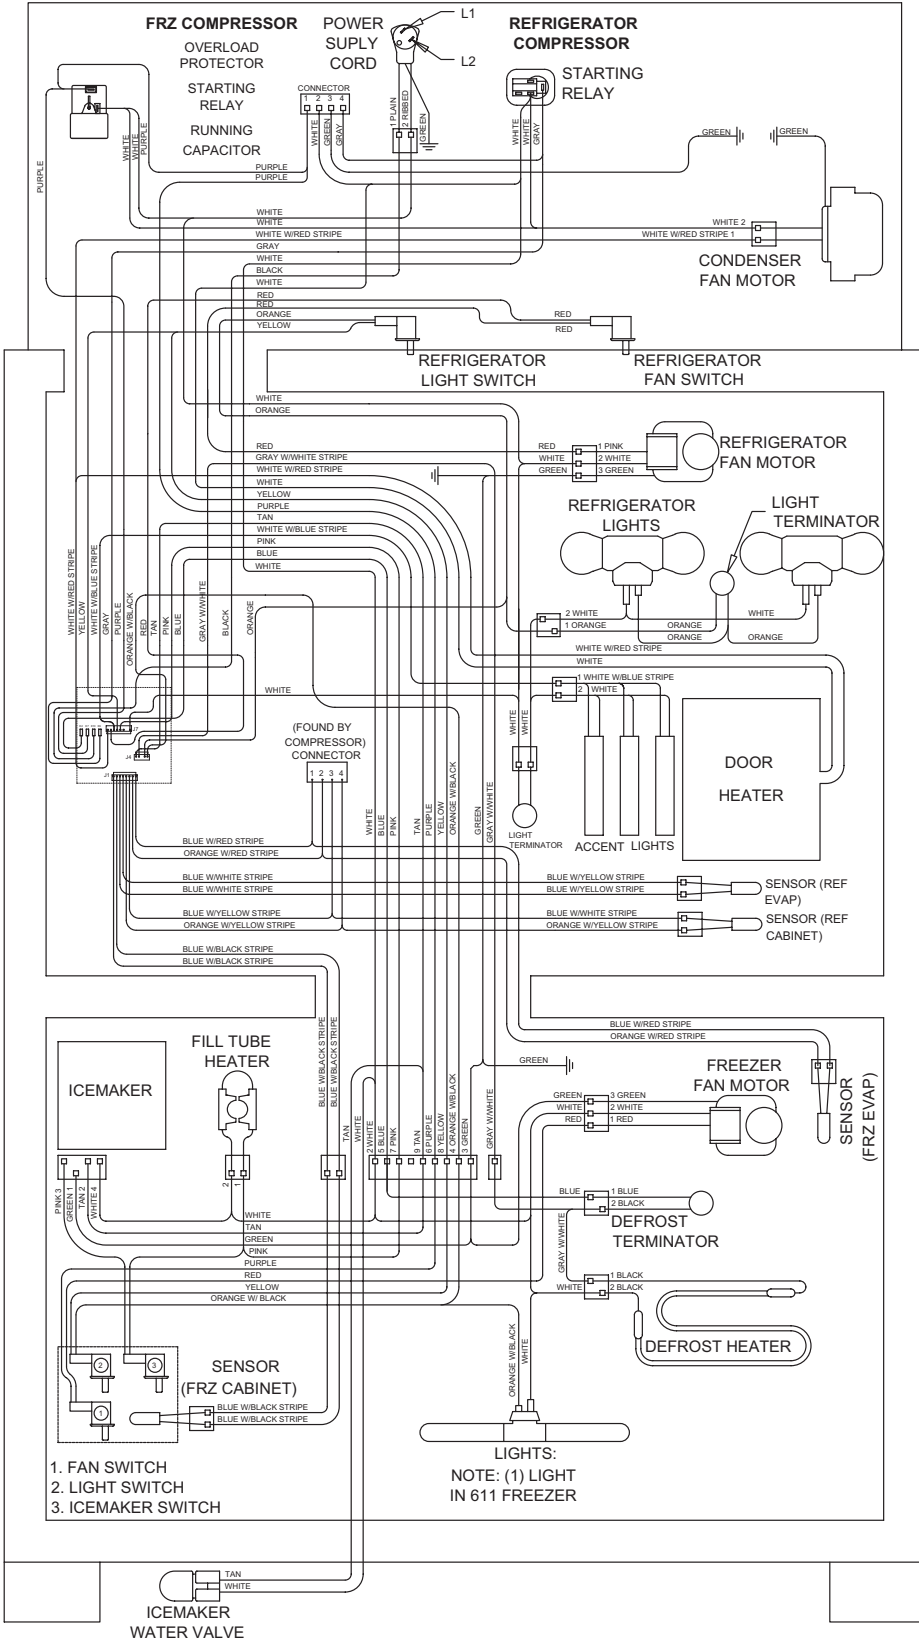 FRZ COMPRESSOR
OVERLOAD
PROTECTOR
STARTING
RELAY
RUNNING
CAPACITOR
POWER
SUPLY
CORD
L1
L2
REFRIGERATOR
COMPRESSOR
STARTING
RELAY
CONNECTOR
1 2 3 4
WHITE
GREEN
GRAY
1 PLAIN
2 RIBBED
GREEN
WHITE
WHITE
GRAY
GREEN
GREEN
WHITE
WHITE
PURPLE
PURPLE
PURPLE
PURPLE
WHITE
WHITE
WHITE W/RED STRIPE
GRAY
WHITE
BLACK
WHITE
RED
RED
ORANGE
YELLOW
WHITE 2
WHITE W/RED STRIPE 1
CONDENSER
FAN MOTOR
RED
RED
REFRIGERATOR
LIGHT SWITCH
REFRIGERATOR
FAN SWITCH
WHITE
ORANGE
RED
GRAY W/WHITE STRIPE
WHITE W/RED STRIPE
WHITE
YELLOW
PURPLE
TAN
WHITE W/BLUE STRIPE
PINK
BLUE
WHITE
RED
WHITE
GREEN
1 PINK
2 WHITE
3 GREEN
REFRIGERATOR
FAN MOTOR
REFRIGERATOR
LIGHTS
LIGHT
TERMINATOR
WHITE W/RED STRIPE
YELLOW
WHITE W/BLUE STRIPE
GRAY
PURPLE
ORANGE W/BLACK
RED
TAN
PINK
BLUE
GRAY W/WHITE
BLACK
ORANGE
2 WHITE
1 ORANGE
WHITE
ORANGE
ORANGE
ORANGE
WHITE W/RED STRIPE
WHITE
1 WHITE W/BLUE STRIPE
2 WHITE
WHITE
J7
J4
J1
(FOUND BY
COMPRESSOR)
CONNECTOR
1 2 3 4
WHITE
WHITE
LIGHT
TERMINATOR
ACCENT LIGHTS
DOOR
HEATER
WHITE
BLUE
PINK
TAN
PURPLE
YELLOW
ORANGE W/BLACK
GREEN
GRAY W/WHITE
BLUE W/RED STRIPE
ORANGE W/RED STRIPE
BLUE W/WHITE STRIPE
BLUE W/WHITE STRIPE
BLUE W/YELLOW STRIPE
BLUE W/YELLOW STRIPE
SENSOR (REF
EVAP)
BLUE W/YELLOW STRIPE
ORANGE W/YELLOW STRIPE
BLUE W/WHITE STRIPE
ORANGE W/YELLOW STRIPE
SENSOR (REF
CABINET)
BLUE W/BLACK STRIPE
BLUE W/BLACK STRIPE
BLUE W/RED STRIPE
ORANGE W/RED STRIPE
ICEMAKER
FILL TUBE
HEATER
BLUE W/BLACK STRIPE
BLUE W/BLACK STRIPE
TAN
WHITE
2 WHITE
5 BLUE
7 PINK
9 TAN
6 PURPLE
8 YELLOW
4 ORANGE W/BLACK
3 GREEN
GRAY W/WHITE
GREEN
FREEZER
FAN MOTOR
GREEN
WHITE
RED
3 GREEN
2 WHITE
1 RED
SENSOR
(FRZ EVAP)
PINK 3
GREEN 1
TAN 2
WHITE 4
2
1
WHITE
TAN
GREEN
PINK
PURPLE
RED
YELLOW
ORANGE W/ BLACK
BLUE
1 BLUE
2 BLACK
DEFROST
TERMINATOR
GRAY W/WHITE
WHITE
1 BLACK
2 BLACK
DEFROST HEATER
ORANGE W/BLACK
WHITE
2
3
1
SENSOR
(FRZ CABINET)
BLUE W/BLACK STRIPE
BLUE W/BLACK STRIPE
LIGHTS:
NOTE: (1) LIGHT
IN 611 FREEZER
1. FAN SWITCH
2. LIGHT SWITCH
3. ICEMAKER SWITCH
TAN
WHITE
ICEMAKER
WATER VALVE